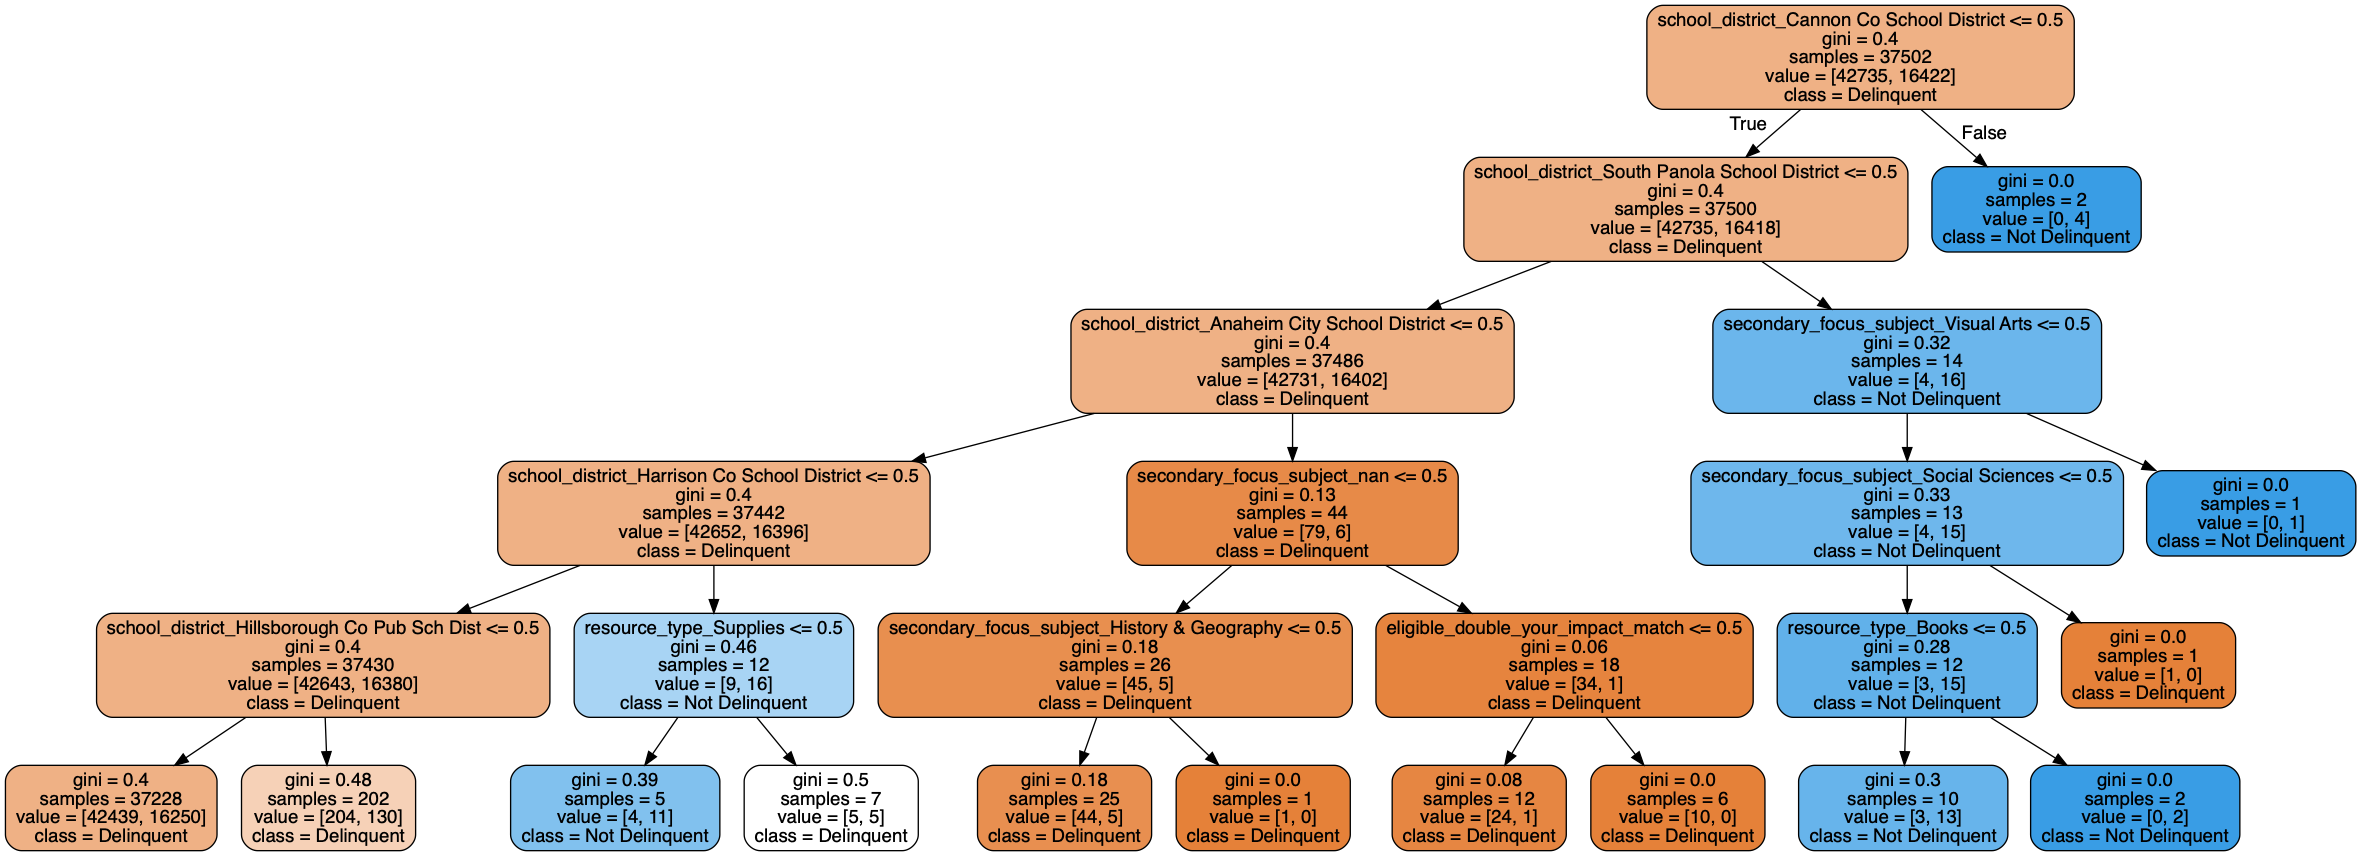 school_district_Cannon Co School District <= 0.5
gini = 0.4
samples = 37502
value = [42735, 16422]
class = Delinquent
True
False
school_district_South Panola School District <= 0.5
gini = 0.4
samples = 37500
value = [42735, 16418]
class = Delinquent
gini = 0.0
samples = 2
value = [0, 4]
class = Not Delinquent
school_district_Anaheim City School District <= 0.5
gini = 0.4
samples = 37486
value = [42731, 16402]
class = Delinquent
secondary_focus_subject_Visual Arts <= 0.5
gini = 0.32
samples = 14
value = [4, 16]
class = Not Delinquent
school_district_Harrison Co School District <= 0.5
gini = 0.4
samples = 37442
value = [42652, 16396]
class = Delinquent
secondary_focus_subject_nan <= 0.5
gini = 0.13
samples = 44
value = [79, 6]
class = Delinquent
secondary_focus_subject_Social Sciences <= 0.5
gini = 0.33
samples = 13
value = [4, 15]
class = Not Delinquent
gini = 0.0
samples = 1
value = [0, 1]
class = Not Delinquent
school_district_Hillsborough Co Pub Sch Dist <= 0.5
gini = 0.4
samples = 37430
value = [42643, 16380]
class = Delinquent
resource_type_Supplies <= 0.5
gini = 0.46
samples = 12
value = [9, 16]
class = Not Delinquent
secondary_focus_subject_History & Geography <= 0.5
gini = 0.18
samples = 26
value = [45, 5]
class = Delinquent
eligible_double_your_impact_match <= 0.5
gini = 0.06
samples = 18
value = [34, 1]
class = Delinquent
resource_type_Books <= 0.5
gini = 0.28
samples = 12
value = [3, 15]
class = Not Delinquent
gini = 0.0
samples = 1
value = [1, 0]
class = Delinquent
gini = 0.4
samples = 37228
value = [42439, 16250]
class = Delinquent
gini = 0.48
samples = 202
value = [204, 130]
class = Delinquent
gini = 0.39
samples = 5
value = [4, 11]
class = Not Delinquent
gini = 0.5
samples = 7
value = [5, 5]
class = Delinquent
gini = 0.18
samples = 25
value = [44, 5]
class = Delinquent
gini = 0.0
samples = 1
value = [1, 0]
class = Delinquent
gini = 0.08
samples = 12
value = [24, 1]
class = Delinquent
gini = 0.0
samples = 6
value = [10, 0]
class = Delinquent
gini = 0.3
samples = 10
value = [3, 13]
class = Not Delinquent
gini = 0.0
samples = 2
value = [0, 2]
class = Not Delinquent